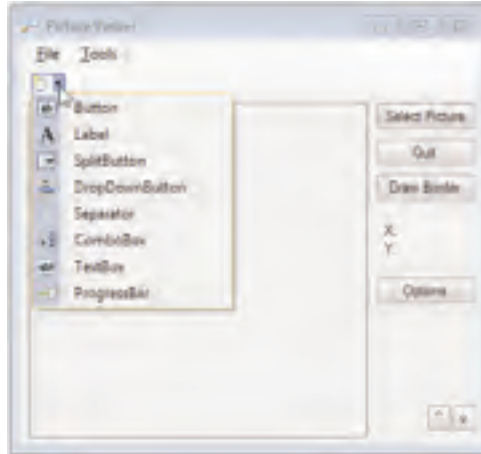 Picture Viewer
File Tools
Button
Label
SplitButton
DropDownButton
Separator
ComboBox
TextBox
ProgressBar
Select Picture
Quit
Draw Border
X:
Y:
Options